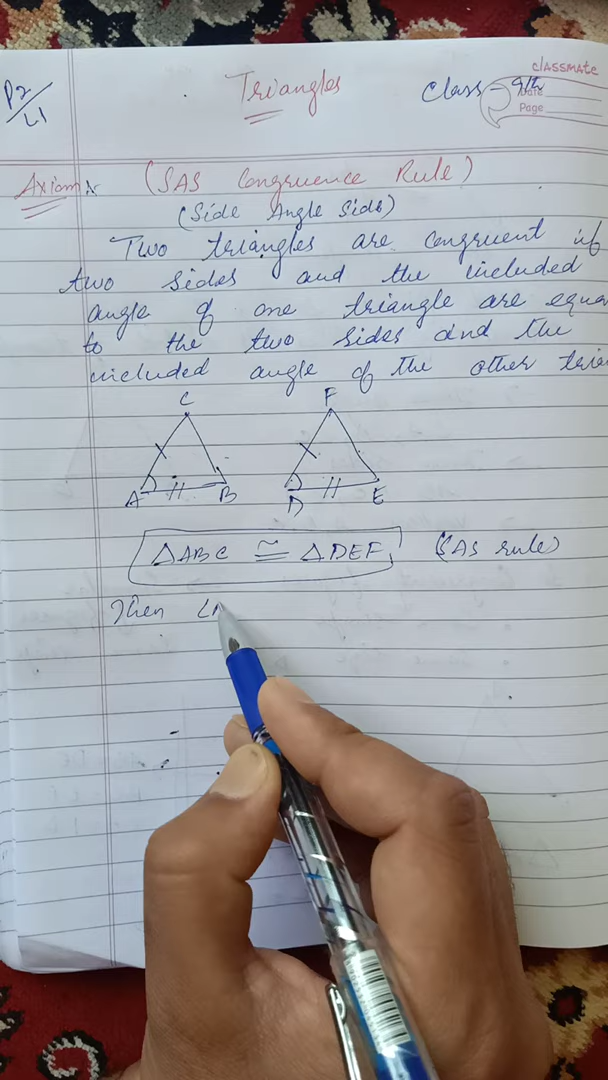 P2/L1
Triangles
Class - 9th
classmate
Date
Page
Axiom :-
(SAS Congruence Rule)
(Side Angle Side)
Two triangles are congruent if
two sides and the included
angle of one triangle are equa
to the two sides and the
included angle of the other tria
C
F
A
B
D
E
△ABC ≅ △DEF
(SAS rule)
Then ∠